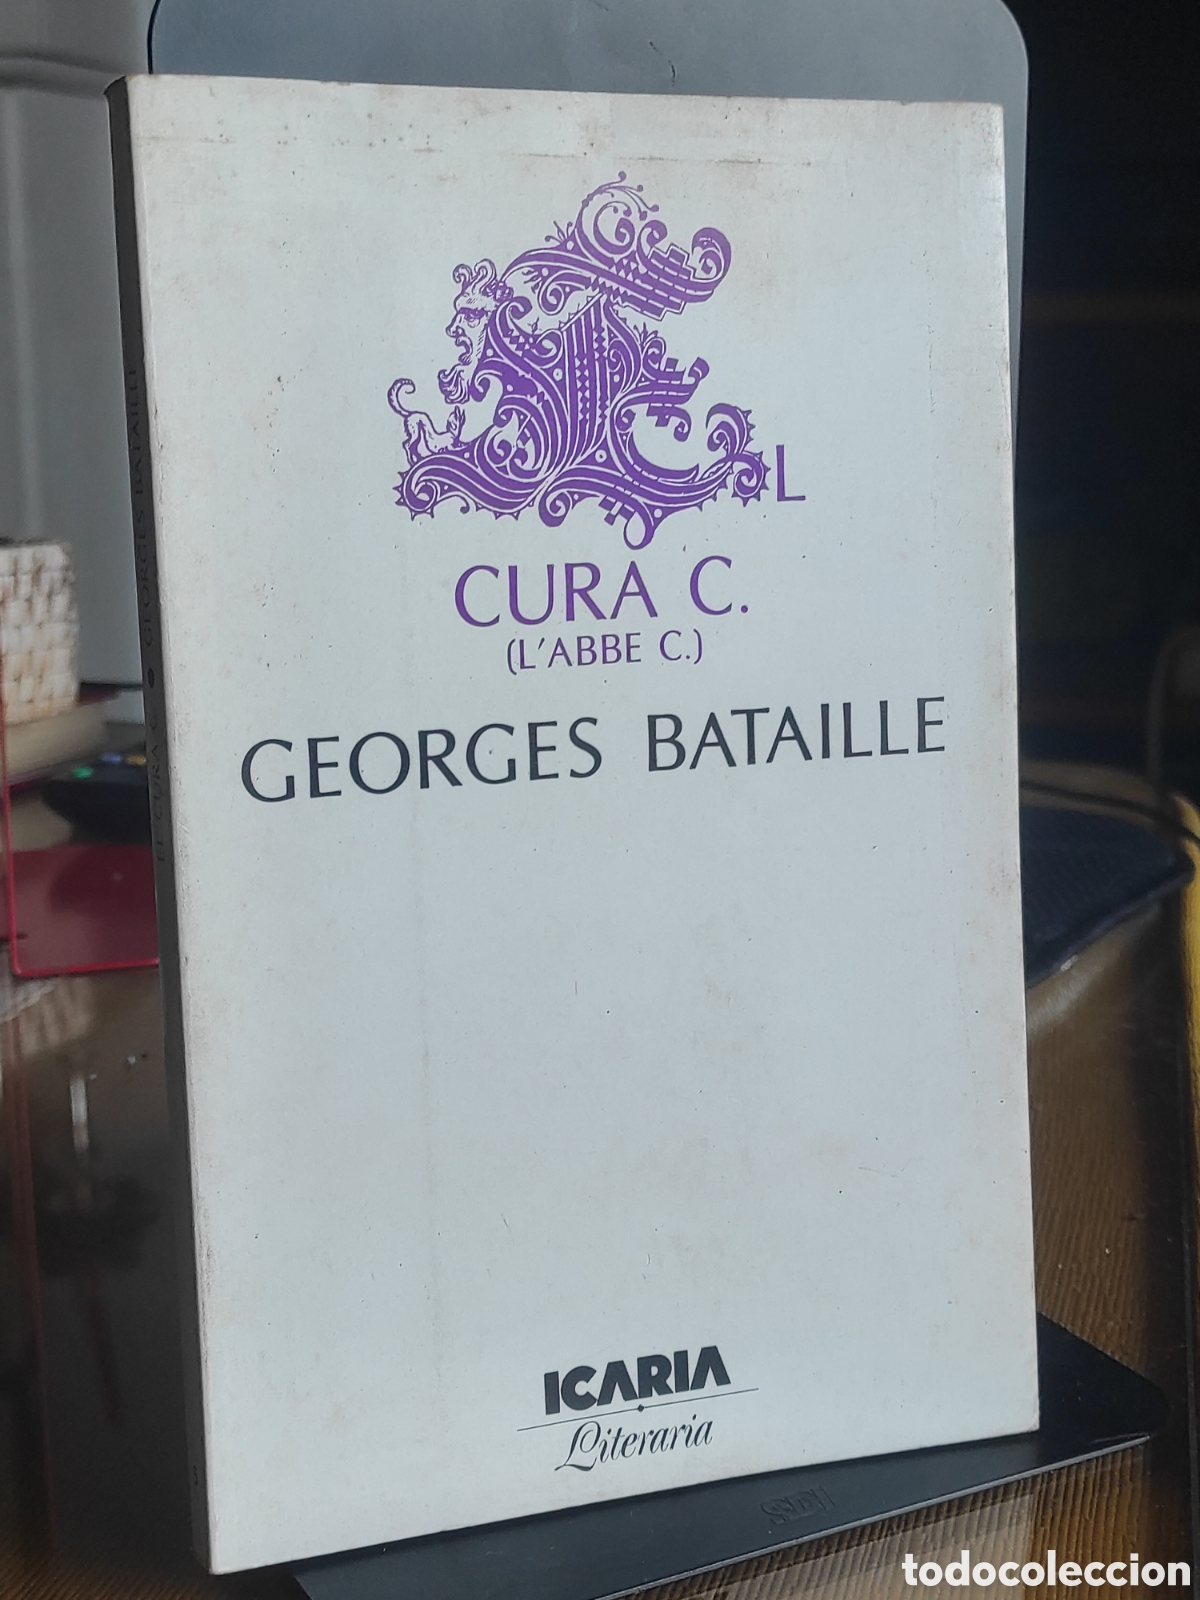 EL
CURA C.
(L'ABBE C.)
GEORGES BATAILLE
ICARIA
Literaria
EL CURA C. • GEORGES BATAILLE
todocoleccion